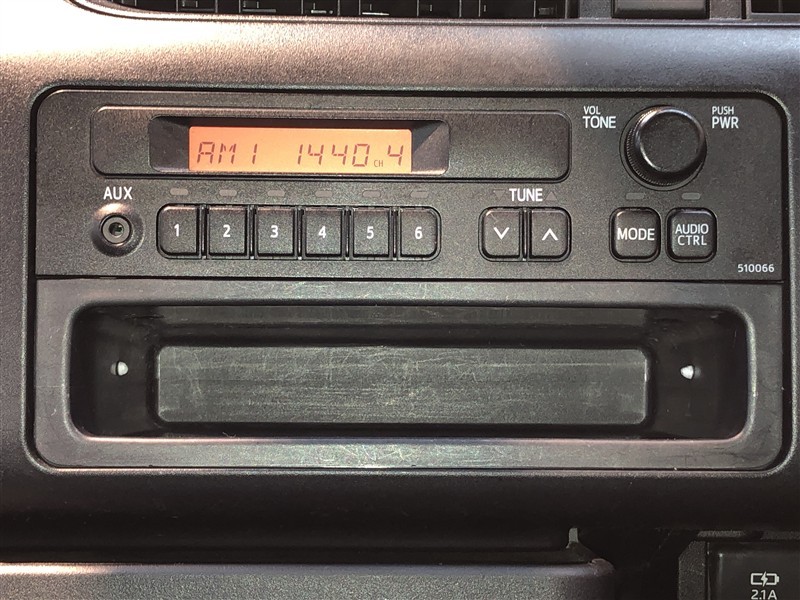 VOL
TONE
PUSH
PWR
AM1 1440 CH 4
AUX
TUNE
1 2 3 4 5 6
MODE
AUDIO
CTRL
510066
2.1A